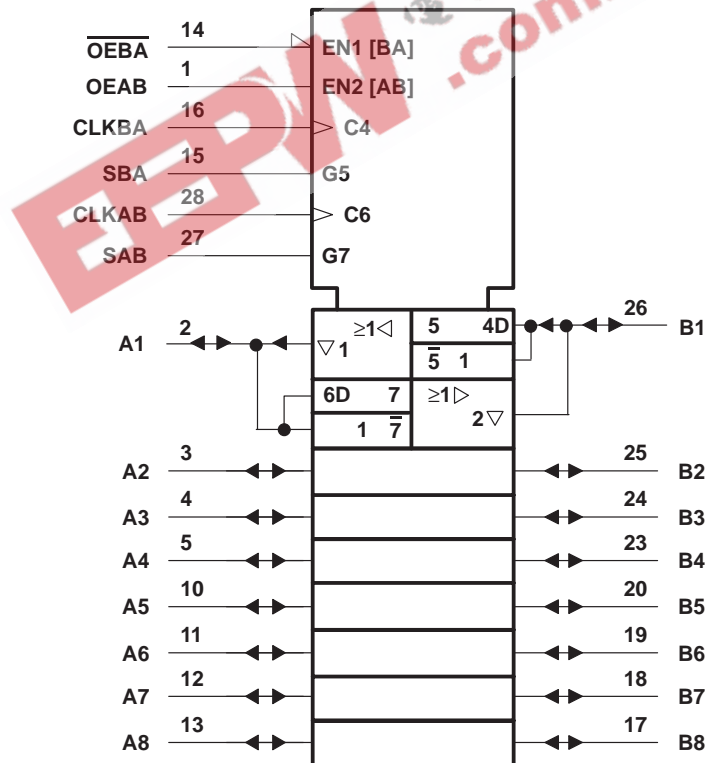 EEPW .com.
14
OEBA EN1 [BA]
1
OEAB EN2 [AB]
16
CLKBA C4
15
SBA G5
28
CLKAB C6
27
SAB G7
A1 2 ≥1◁ ▽1 5 4D 26 B1
5̅ 1
6D 7 ≥1▷ 2▽
1 7̅
A2 3 25 B2
A3 4 24 B3
A4 5 23 B4
A5 10 20 B5
A6 11 19 B6
A7 12 18 B7
A8 13 17 B8